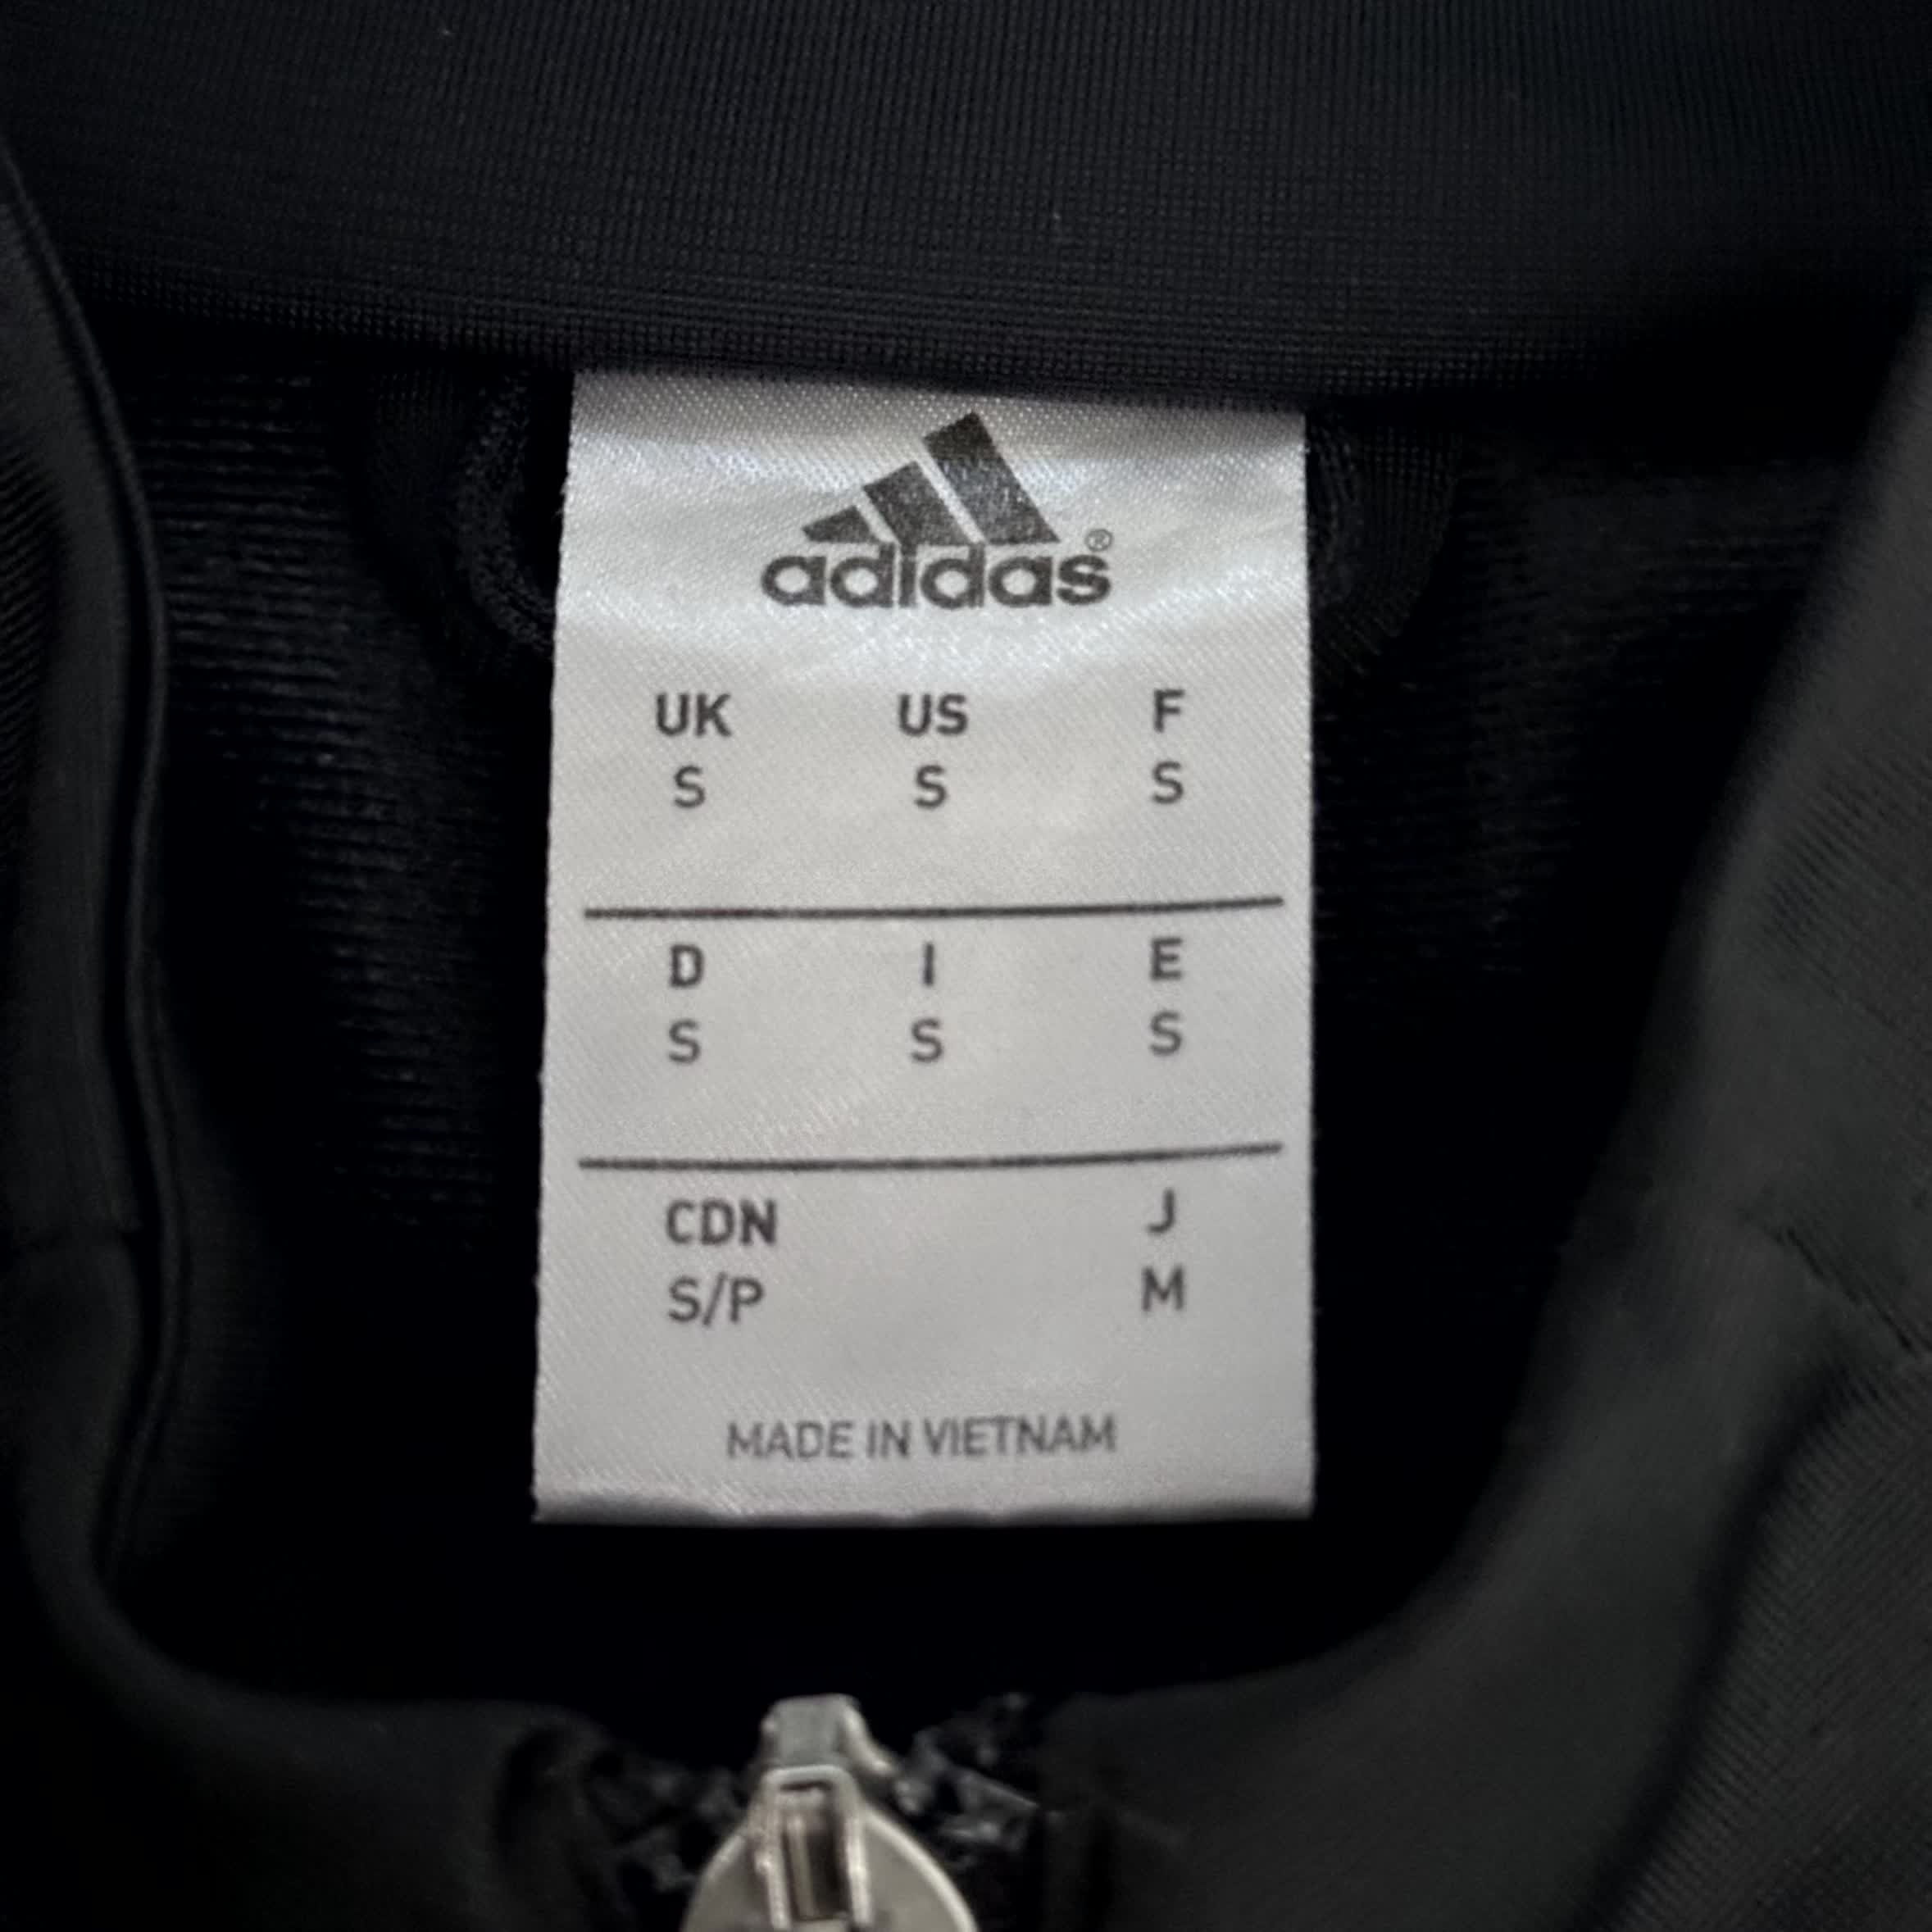 adidas®
UK US F
S S S
D I E
S S S
CDN J
S/P M
MADE IN VIETNAM